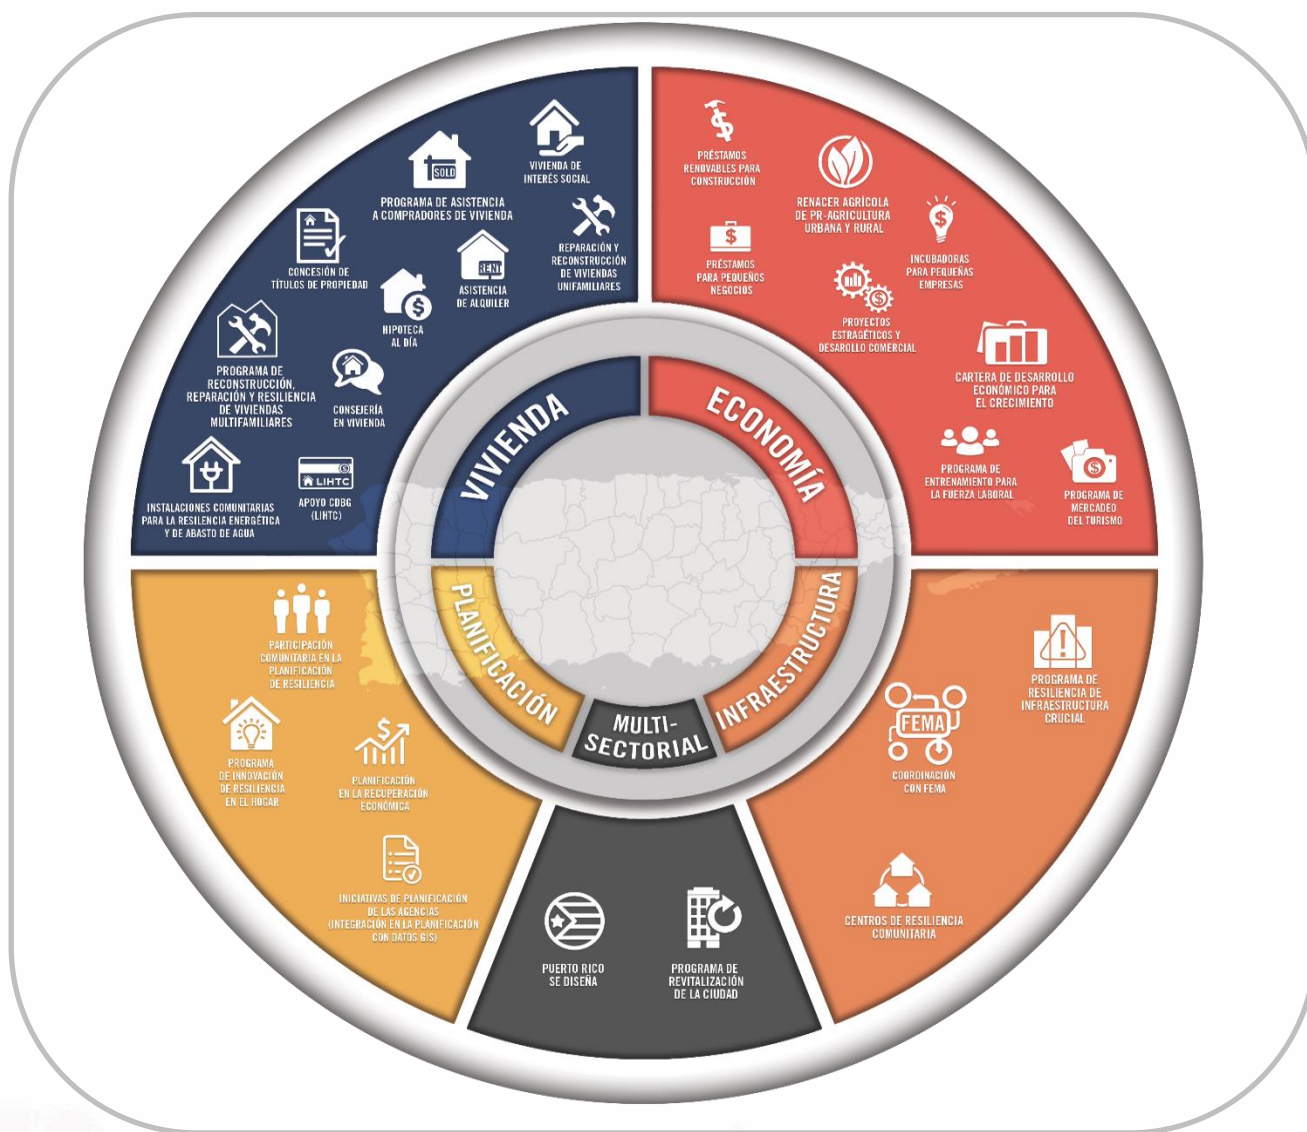 VIVIENDA DE
INTERÉS SOCIAL
SOLD
PROGRAMA DE ASISTENCIA
A COMPRADORES DE VIVIENDA
REPARACIÓN Y
RECONSTRUCCIÓN
DE VIVIENDAS
UNIFAMILIARES
CONCESIÓN DE
TÍTULOS DE PROPIEDAD
RENT
ASISTENCIA
DE ALQUILER
$
HIPOTECA
AL DÍA
PROGRAMA DE
RECONSTRUCCIÓN,
REPARACIÓN Y RESILIENCIA
DE VIVIENDAS
MULTIFAMILIARES
CONSEJERÍA
EN VIVIENDA
INSTALACIONES COMUNITARIAS
PARA LA RESILENCIA ENERGÉTICA
Y DE ABASTO DE AGUA
$
LIHTC
APOYO CDBG
(LIHTC)
$
PRÉSTAMOS
RENOVABLES PARA
CONSTRUCCIÓN
RENACER AGRÍCOLA
DE PR-AGRICULTURA
URBANA Y RURAL
$
INCUBADORAS
PARA PEQUEÑAS
EMPRESAS
$
PRÉSTAMOS
PARA PEQUEÑOS
NEGOCIOS
$
PROYECTOS
ESTRAGÉTICOS Y
DESAROLLO COMERCIAL
CARTERA DE DESARROLLO
ECONÓMICO PARA
EL CRECIMIENTO
PROGRAMA DE
ENTRENAMIENTO PARA
LA FUERZA LABORAL
$
PROGRAMA DE
MERCADEO
DEL TURISMO
VIVIENDA
ECONOMÍA
PLANIFICACIÓN
INFRAESTRUCTURA
MULTI-
SECTORIAL
PARTICIPACIÓN
COMUNITARIA EN LA
PLANIFICACIÓN
DE RESILIENCIA
PROGRAMA
DE INNOVACIÓN
DE RESILIENCIA
EN EL HOGAR
$
PLANIFICACIÓN
EN LA RECUPERACIÓN
ECONÓMICA
INICIATIVAS DE PLANIFICACIÓN
DE LAS AGENCIAS
(INTEGRACIÓN EN LA PLANIFICACIÓN
CON DATOS GIS)
PUERTO RICO
SE DISEÑA
PROGRAMA DE
REVITALIZACIÓN
DE LA CIUDAD
!
PROGRAMA DE
RESILIENCIA DE
INFRAESTRUCTURA
CRUCIAL
FEMA
COORDINACIÓN
CON FEMA
CENTROS DE RESILIENCIA
COMUNITARIA